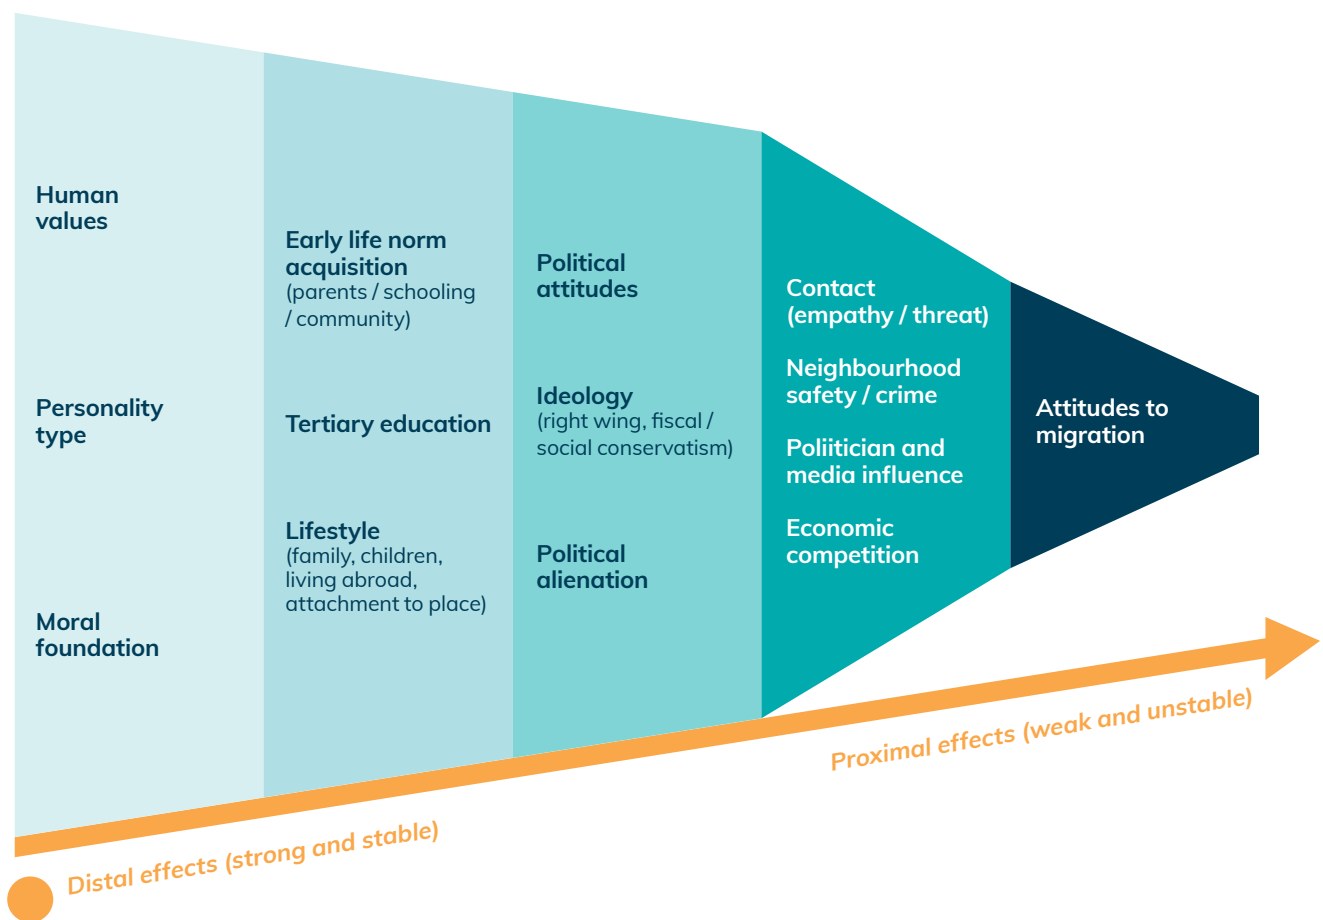 Human
values
Personality
type
Moral
foundation
Early life norm
acquisition
(parents / schooling
/ community)
Tertiary education
Lifestyle
(family, children,
living abroad,
attachment to place)
Political
attitudes
Ideology
(right wing, fiscal /
social conservatism)
Political
alienation
Contact
(empathy / threat)
Neighbourhood
safety / crime
Poliitician and
media influence
Economic
competition
Attitudes to
migration
Distal effects (strong and stable)
Proximal effects (weak and unstable)